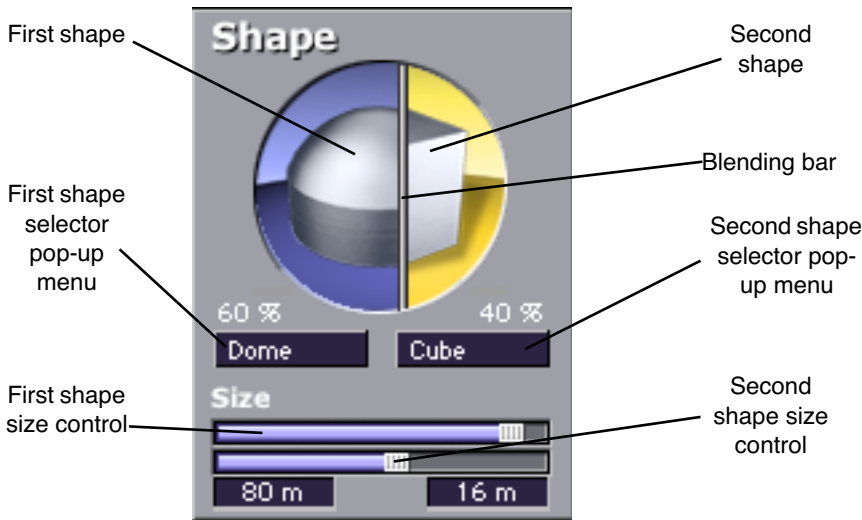 First shape
Shape
Second
shape
Blending bar
First shape
selector
pop-up
menu
Second shape
selector pop-
up menu
60 %
40 %
Dome
Cube
First shape
size control
Size
Second
shape size
control
80 m
16 m